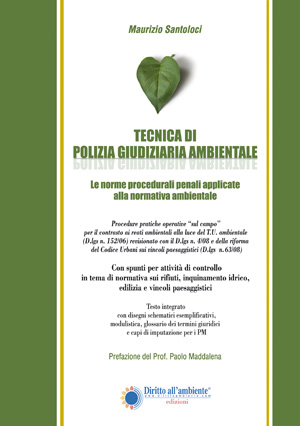 Maurizio Santoloci
TECNICA DI
POLIZIA GIUDIZIARIA AMBIENTALE
Le norme procedurali penali applicate
alla normativa ambientale
Procedure pratiche operative "sul campo"
per il contrasto ai reati ambientali alla luce del T.U. ambientale
(D.lgs n. 152/06) revisionato con il D.lgs n. 4/08 e della riforma
del Codice Urbani sui vincoli paesaggistici (D.lgs n. 63/08)
Con spunti per attività di controllo
in tema di normativa sui rifiuti, inquinamento idrico,
edilizia e vincoli paesaggistici
Testo integrato
con disegni schematici esemplificativi,
modulistica, glossario dei termini giuridici
e capi di imputazione per i PM
Prefazione del Prof. Paolo Maddalena
Diritto all'ambiente®
www.dirittoambiente.com
edizioni